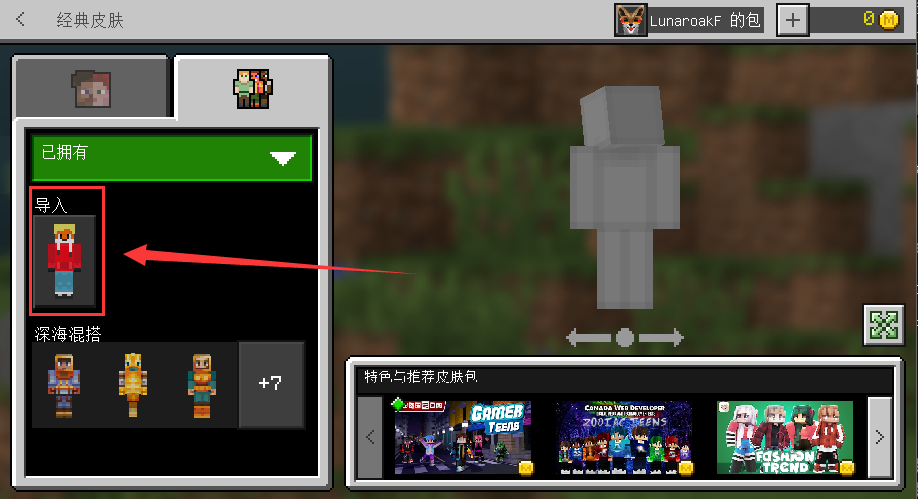 经典皮肤
LunaroakF 的包
0
已拥有
导入
深海混搭
+7
特色与推荐皮肤包
GAMER
TEENS
CANADA WEB DEVELOPER
ZODIAC TEENS
FASHION
TREND